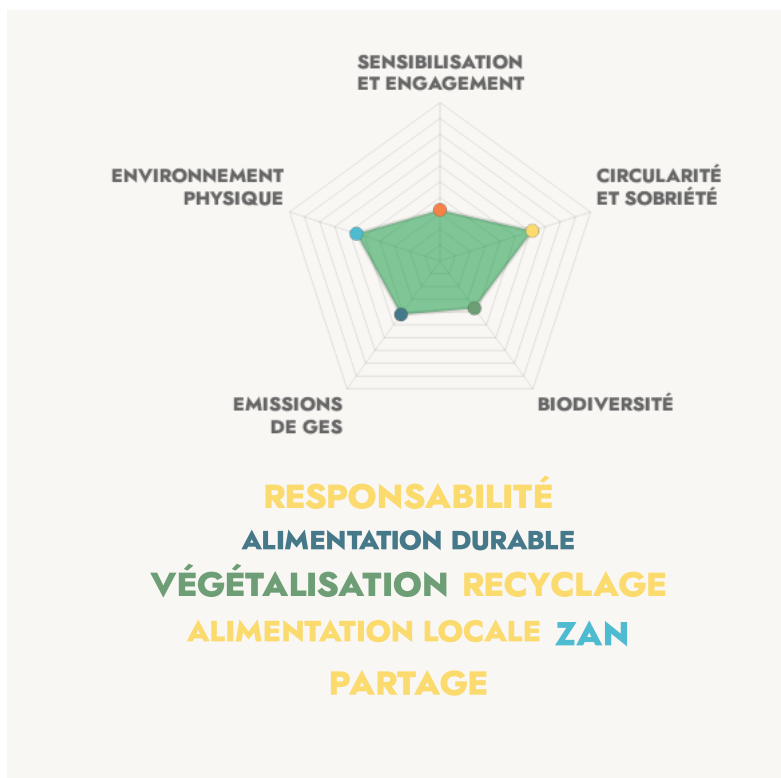 SENSIBILISATION
ET ENGAGEMENT
ENVIRONNEMENT
PHYSIQUE
CIRCULARITÉ
ET SOBRIÉTÉ
EMISSIONS
DE GES
BIODIVERSITÉ
RESPONSABILITÉ
ALIMENTATION DURABLE
VÉGÉTALISATION RECYCLAGE
ALIMENTATION LOCALE ZAN
PARTAGE